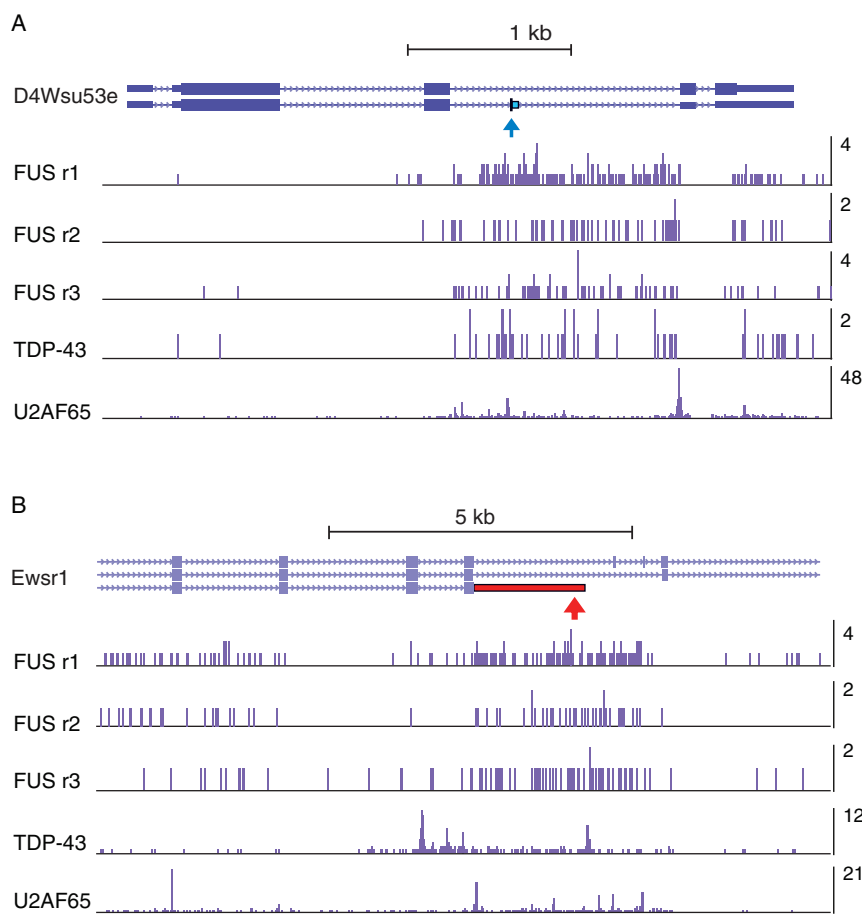 A
1 kb
D4Wsu53e
4
FUS r1
2
FUS r2
4
FUS r3
2
TDP-43
48
U2AF65
B
5 kb
Ewsr1
4
FUS r1
2
FUS r2
2
FUS r3
12
TDP-43
21
U2AF65